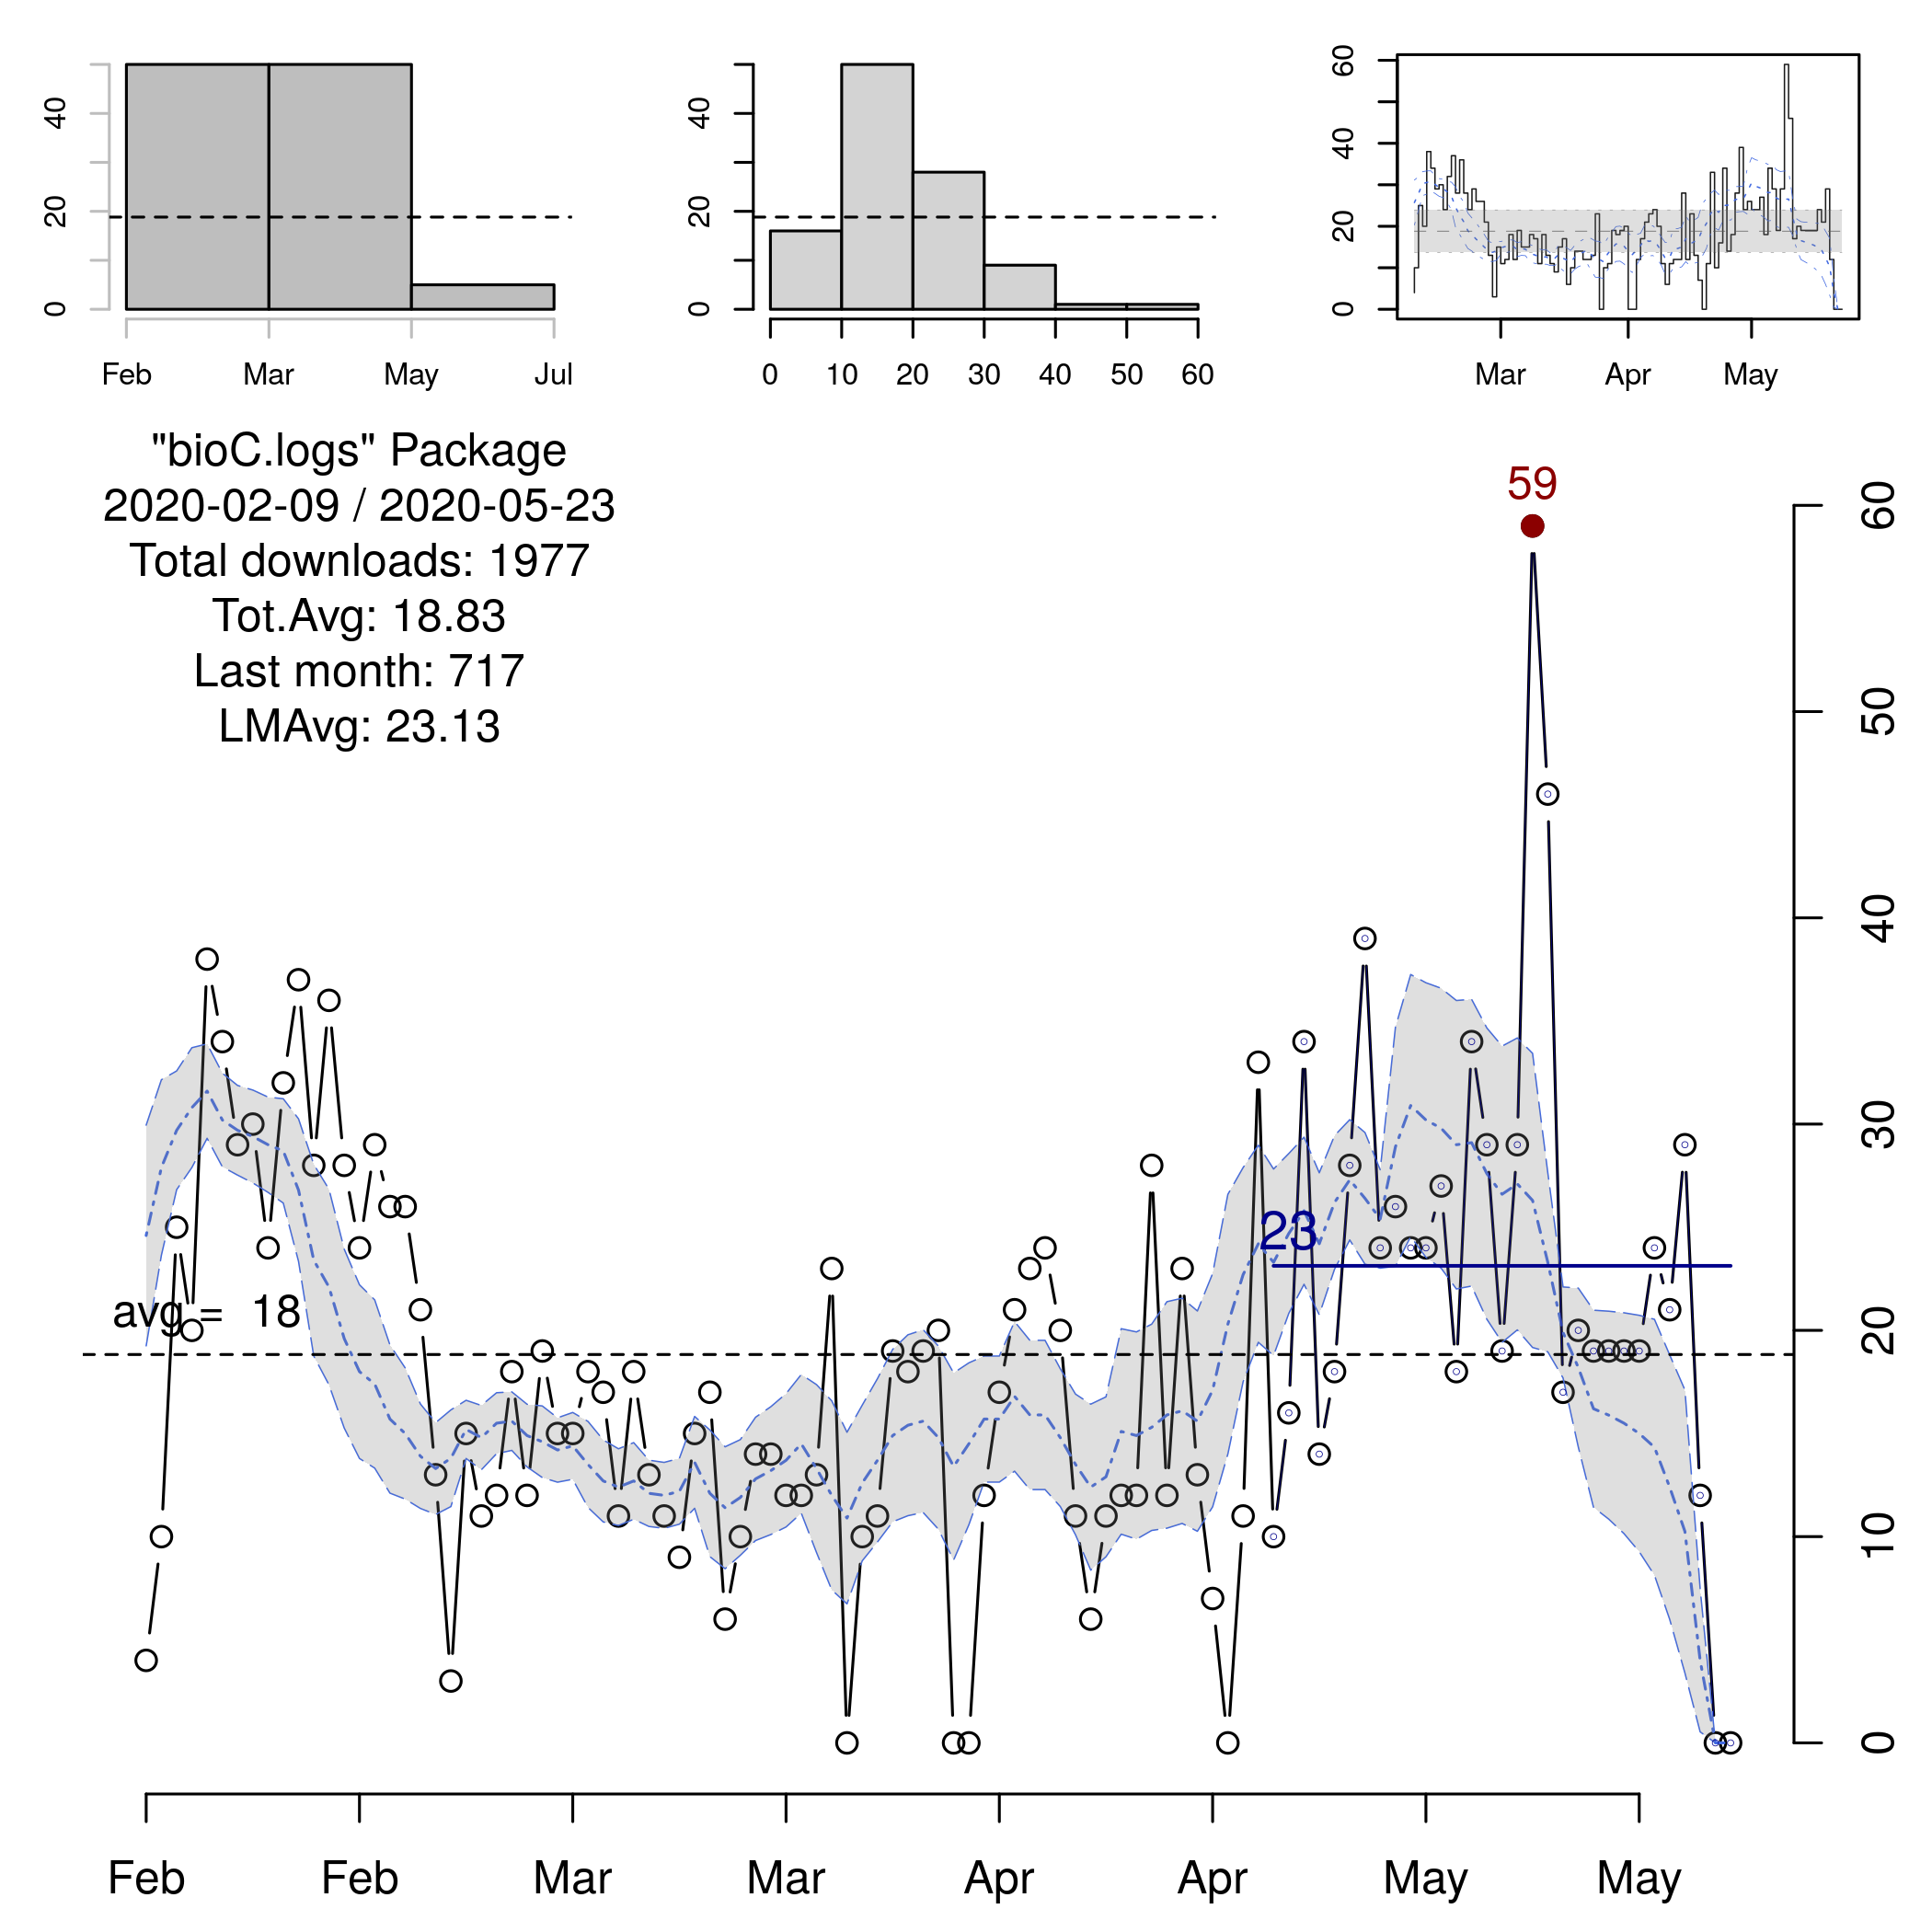 40
20
0
Feb Mar May Jul
40
20
0
0 10 20 30 40 50 60
60
40
20
0
Mar Apr May
"bioC.logs" Package
2020-02-09 / 2020-05-23
Total downloads: 1977
Tot.Avg: 18.83
Last month: 717
LMAvg: 23.13
59
60
50
40
30
23
avg = 18
20
10
0
Feb Feb Mar Mar Apr Apr May May